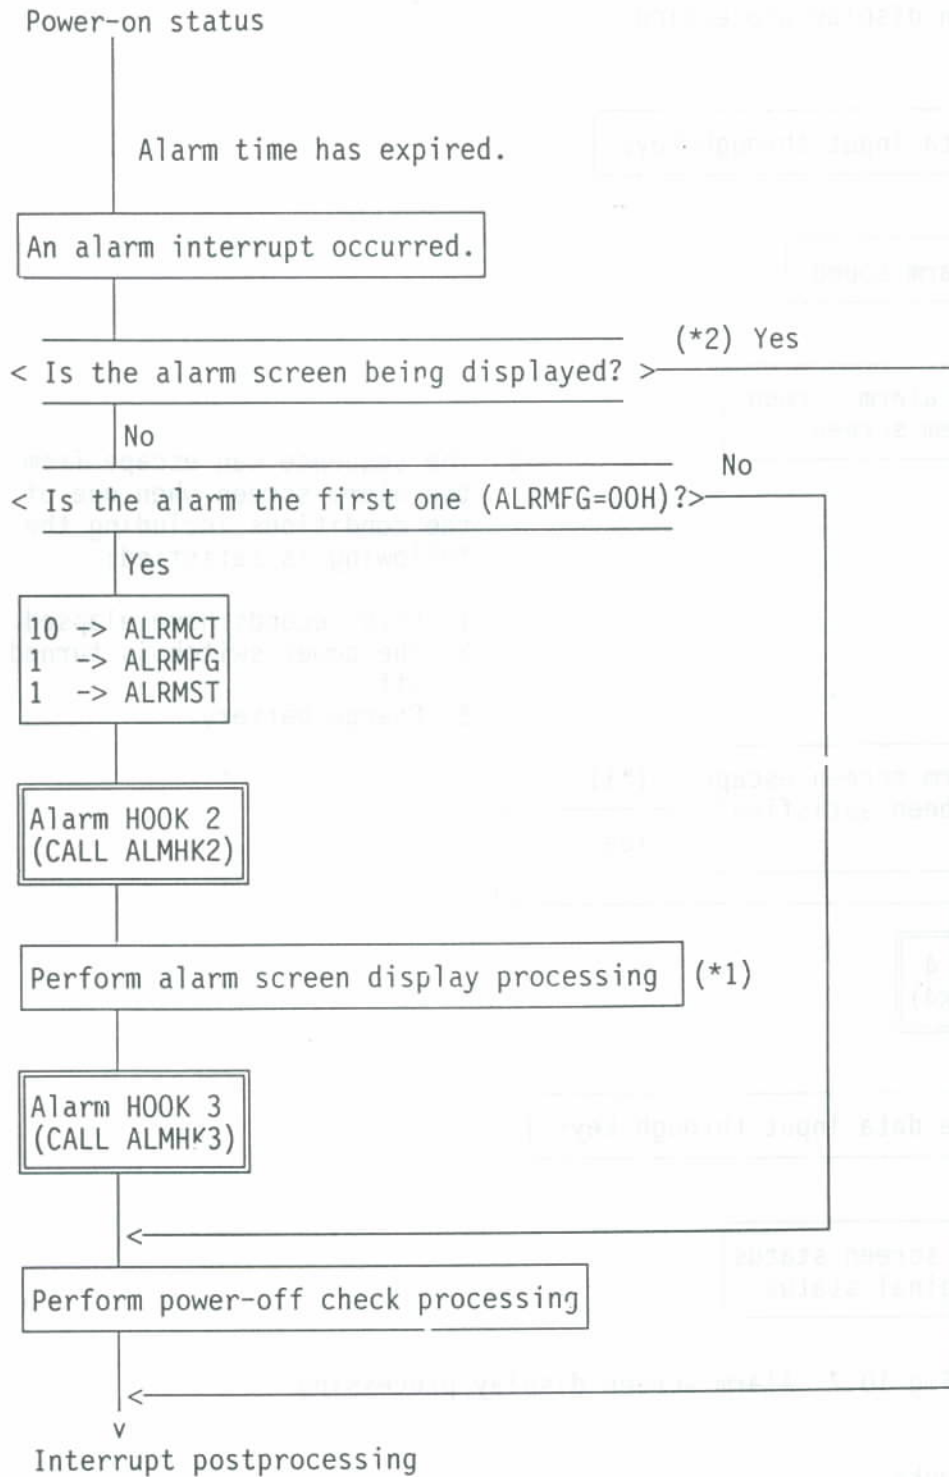 Power-on status
Alarm time has expired.
An alarm interrupt occurred.
(*2) Yes
< Is the alarm screen being displayed? >
No
No
< Is the alarm the first one (ALRMFG=00H)?>
Yes
10 -> ALRMCT
1 -> ALRMFG
1 -> ALRMST
Alarm HOOK 2
(CALL ALMHK2)
Perform alarm screen display processing (*1)
Alarm HOOK 3
(CALL ALMHK3)
<
Perform power-off check processing
<
v
Interrupt postprocessing